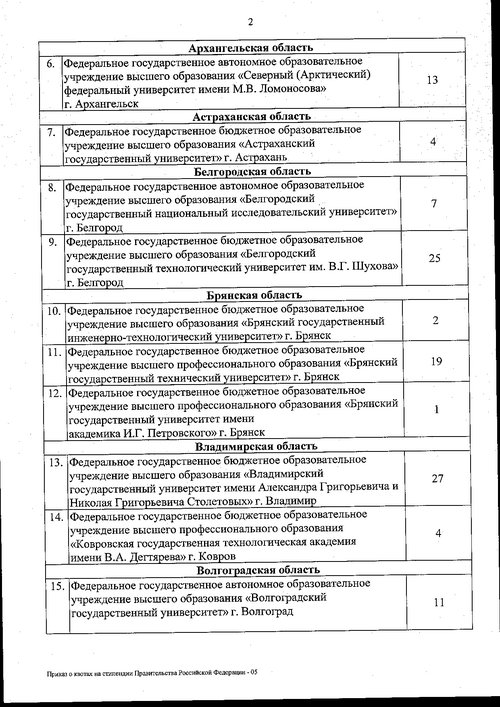 2
Архангельская область
6. Федеральное государственное автономное образовательное
учреждение высшего образования «Северный (Арктический)
федеральный университет имени М.В. Ломоносова»
г. Архангельск
13
Астраханская область
7. Федеральное государственное бюджетное образовательное
учреждение высшего образования «Астраханский
государственный университет» г. Астрахань
4
Белгородская область
8. Федеральное государственное автономное образовательное
учреждение высшего образования «Белгородский
государственный национальный исследовательский университет»
г. Белгород
7
9. Федеральное государственное бюджетное образовательное
учреждение высшего образования «Белгородский
государственный технологический университет им. В.Г. Шухова»
г. Белгород
25
Брянская область
10. Федеральное государственное бюджетное образовательное
учреждение высшего образования «Брянский государственный
инженерно-технологический университет» г. Брянск
2
11. Федеральное государственное бюджетное образовательное
учреждение высшего профессионального образования «Брянский
государственный технический университет» г. Брянск
19
12. Федеральное государственное бюджетное образовательное
учреждение высшего профессионального образования «Брянский
государственный университет имени
академика И.Г. Петровского» г. Брянск
1
Владимирская область
13. Федеральное государственное бюджетное образовательное
учреждение высшего образования «Владимирский
государственный университет имени Александра Григорьевича и
Николая Григорьевича Столетовых» г. Владимир
27
14. Федеральное государственное бюджетное образовательное
учреждение высшего профессионального образования
«Ковровская государственная технологическая академия
имени В.А. Дегтярева» г. Ковров
4
Волгоградская область
15. Федеральное государственное автономное образовательное
учреждение высшего образования «Волгоградский
государственный университет» г. Волгоград
11
Приказ о квотах на стипендии Правительства Российской Федерации - 05